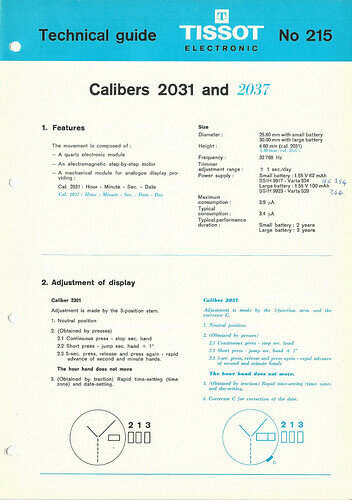 Technical guide
T
TISSOT
ELECTRONIC
No 215
Calibers 2031 and 2037
1. Features
The movement is composed of :
– A quartz electronic module
– An electromagnetic step-by-step motor
– A mechanical module for analogue display pro-
viding :
Cal. 2031 : Hour - Minute - Sec. - Date
Cal. 2037 : Hour - Minute - Sec. - Date - Day
Size
Diameter : 25.60 mm with small battery
30.00 mm with large battery
Height : 4.80 mm (cal. 2031)
(cal. 2037)
Frequency : 32 768 Hz
Trimmer
adjustment range : ± 1 sec/day
Power supply : Small battery : 1.55 V 62 mAh
SSIH 9917 - Varta 534
Large battery : 1.55 V 100 mAh
SSIH 9933 - Varta 529
394
344
Maximum
consumption : 3.9 µA
Typical
consumption : 3.4 µA
Typical performance
duration : Small battery : 2 years
Large battery : 3 years
2. Adjustment of display
Caliber 2301
Adjustment is made by the 3-position stem.
1. Neutral position
2. (Obtained by presses)
2.1 Continuous press - stop sec. hand
2.2 Short press - jump sec. hand + 1"
2.3 5-sec. press, release and press again - rapid
advance of second and minute hands.
The hour hand does not move
3. (Obtained by traction) Rapid time-setting (time
zone) and date-setting.
2 1 3
Caliber 2037
Adjustment is made by the 3-function stem and the
corrector C.
1. Neutral position
2. (Obtained by presses)
2.1 Continuous press - stop sec. hand
2.2 Short press - jump sec. hand + 1"
2.3 5-sec. press, release and press again - rapid advance
of second and minute hands
The hour hand does not move.
3. (Obtained by traction) Rapid time-setting (time zone)
and day-setting.
4. Corrector C for correction of the date.
2 1 3
C